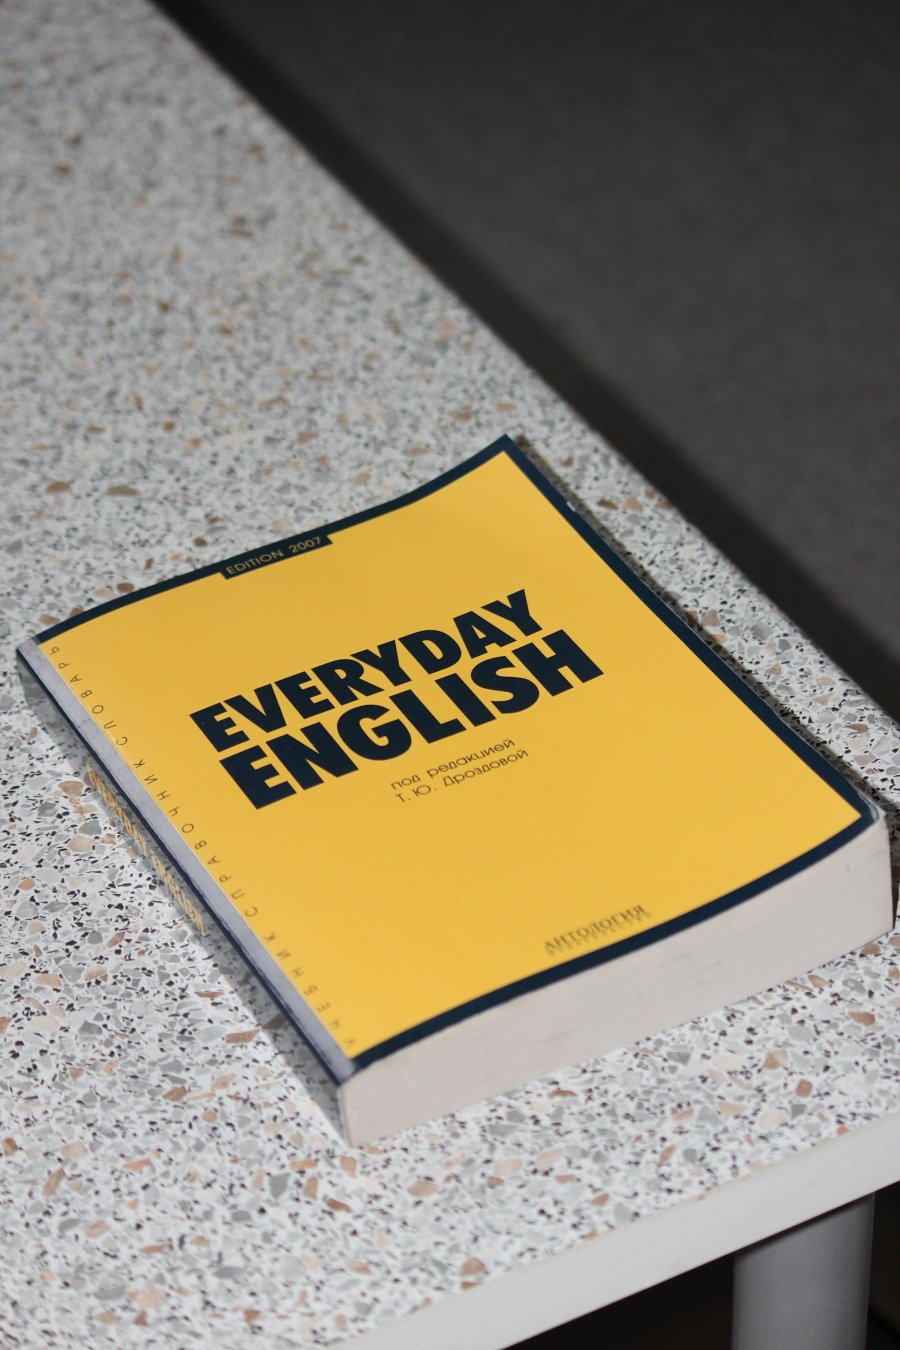 EDITION 2007
EVERYDAY
ENGLISH
под редакцией
Т. Ю. Дроздовой
АНТОЛОГИЯ
УЧЕБНИК СПРАВОЧНИК СЛОВАРЬ